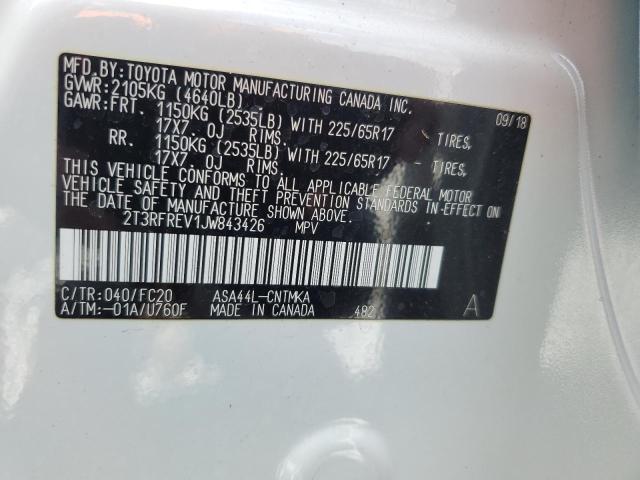 MFD.BY:TOYOTA MOTOR MANUFACTURING CANADA INC.
GVWR:2105KG (4640LB) 09/18
GAWR:FRT. 1150KG (2535LB) WITH 225/65R17 TIRES,
17X7.0J RIMS.
RR. 1150KG (2535LB) WITH 225/65R17 TIRES,
17X7.0J RIMS.
THIS VEHICLE CONFORMS TO ALL APPLICABLE FEDERAL MOTOR
VEHICLE SAFETY AND THEFT PREVENTION STANDARDS IN-EFFECT ON
THE DATE OF MANUFACTURE SHOWN ABOVE.
2T3RFREV1JW843426 MPV
C/TR:040/FC20 ASA44L-CNTMKA
A/TM:-01A/U760F MADE IN CANADA 482 A